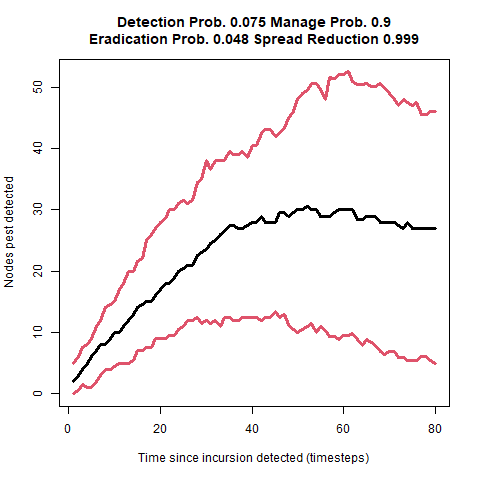 Detection Prob. 0.075 Manage Prob. 0.9
Eradication Prob. 0.048 Spread Reduction 0.999
Nodes pest detected
50
40
30
20
10
0
0 20 40 60 80
Time since incursion detected (timesteps)